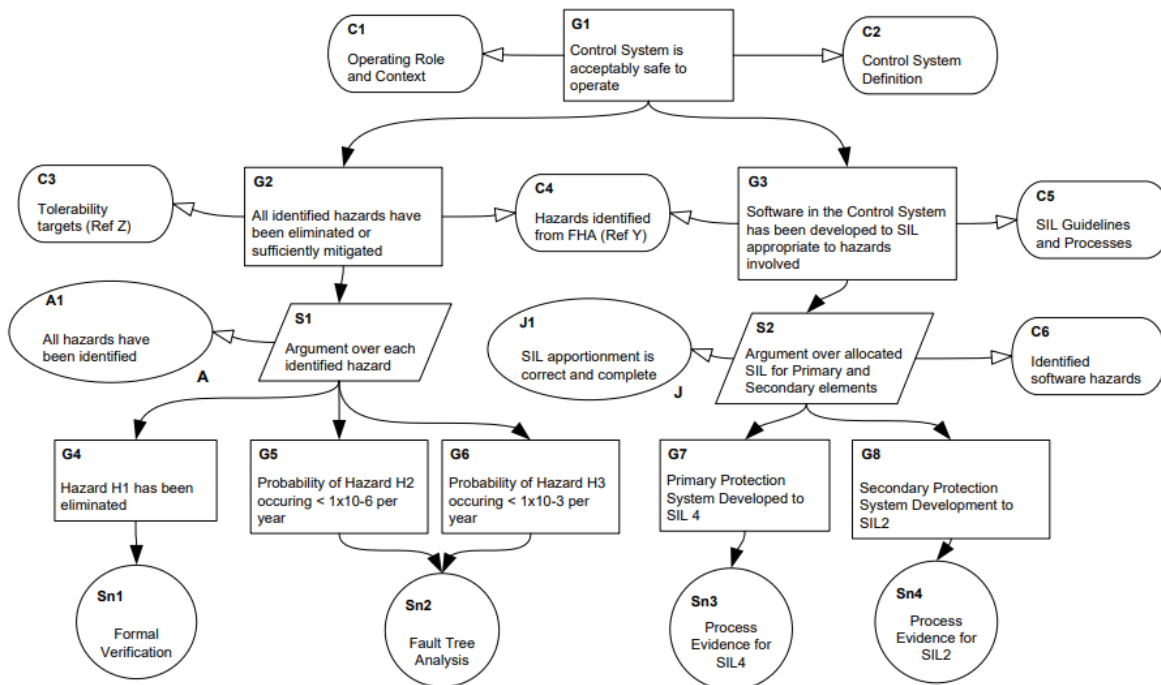 C1
Operating Role
and Context
G1
Control System is
acceptably safe to
operate
C2
Control System
Definition
C3
Tolerability
targets (Ref Z)
G2
All identified hazards have
been eliminated or
sufficiently mitigated
C4
Hazards identified
from FHA (Ref Y)
G3
Software in the Control System
has been developed to SIL
appropriate to hazards
involved
C5
SIL Guidelines
and Processes
A1
All hazards have
been identified
A
S1
Argument over each
identified hazard
J1
SIL apportionment is
correct and complete
J
S2
Argument over allocated
SIL for Primary and
Secondary elements
C6
Identified
software hazards
G4
Hazard H1 has been
eliminated
G5
Probability of Hazard H2
occuring < 1x10-6 per
year
G6
Probability of Hazard H3
occuring < 1x10-3 per
year
G7
Primary Protection
System Developed to
SIL 4
G8
Secondary Protection
System Development to
SIL2
Sn1
Formal
Verification
Sn2
Fault Tree
Analysis
Sn3
Process
Evidence for
SIL4
Sn4
Process
Evidence for
SIL2